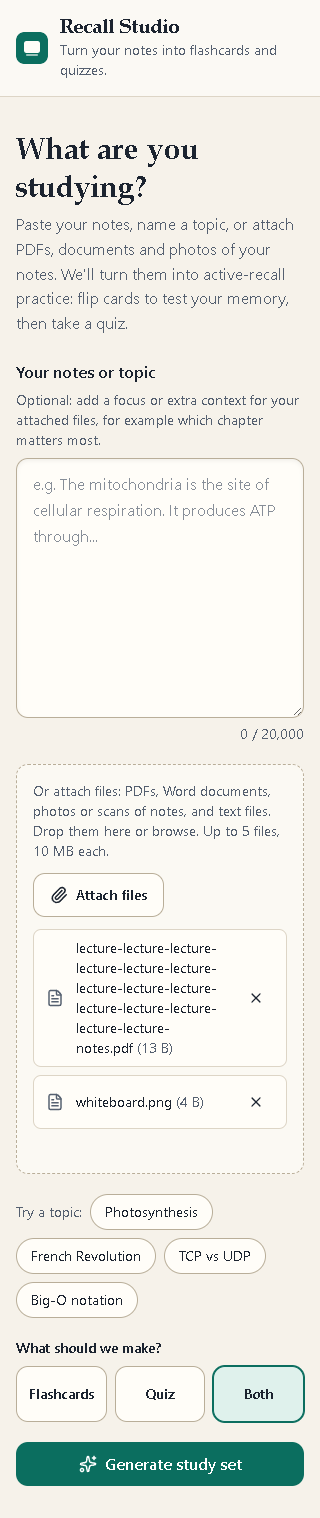 Recall Studio
Turn your notes into flashcards and
quizzes.
What are you
studying?
Paste your notes, name a topic, or attach
PDFs, documents and photos of your
notes. We'll turn them into active-recall
practice: flip cards to test your memory,
then take a quiz.
Your notes or topic
Optional: add a focus or extra context for your
attached files, for example which chapter
matters most.
e.g. The mitochondria is the site of
cellular respiration. It produces ATP
through...
0 / 20,000
Or attach files: PDFs, Word documents,
photos or scans of notes, and text files.
Drop them here or browse. Up to 5 files,
10 MB each.
Attach files
lecture-lecture-lecture-
lecture-lecture-lecture-
lecture-lecture-lecture-
lecture-lecture-lecture-
lecture-lecture-
notes.pdf (13 B)
whiteboard.png (4 B)
Try a topic: Photosynthesis
French Revolution TCP vs UDP
Big-O notation
What should we make?
Flashcards Quiz Both
Generate study set